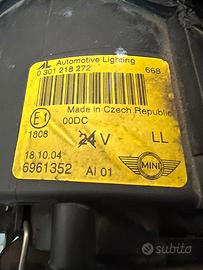 AL Automotive Lighting
0 301 218 272 668
Made in Czech Republic
E1 00DC
1808 24 V LL
18.10.04
6961352 AI 01
MINI
subito